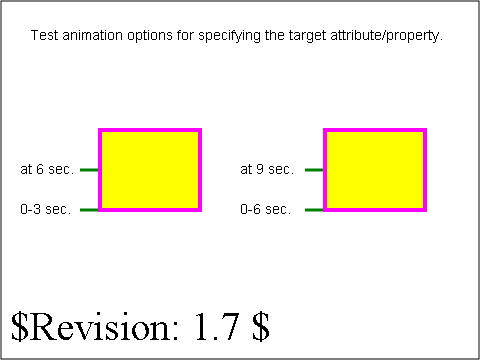 Test animation options for specifying the target attribute/property.
at 6 sec.
at 9 sec.
0-3 sec.
0-6 sec.
$Revision: 1.7 $